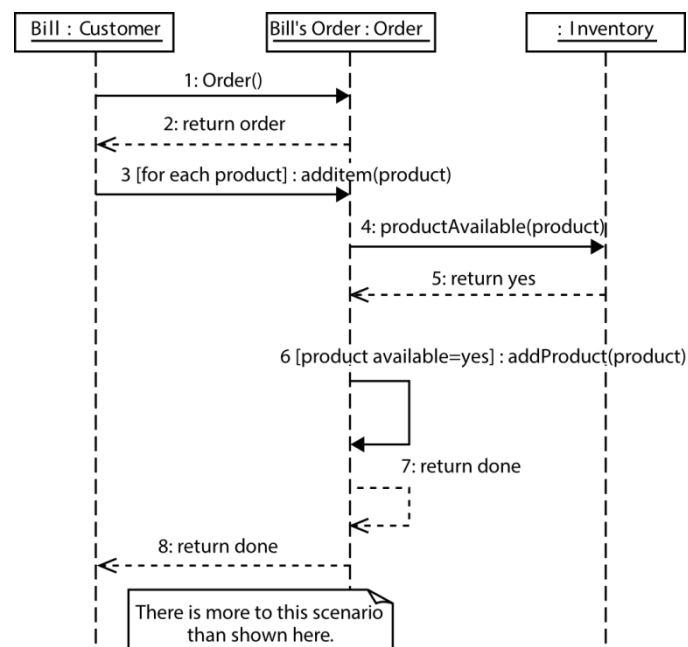 Bill : Customer
Bill's Order : Order
: Inventory
1: Order()
2: return order
3 [for each product] : additem(product)
4: productAvailable(product)
5: return yes
6 [product available=yes] : addProduct(product)
7: return done
8: return done
There is more to this scenario
than shown here.